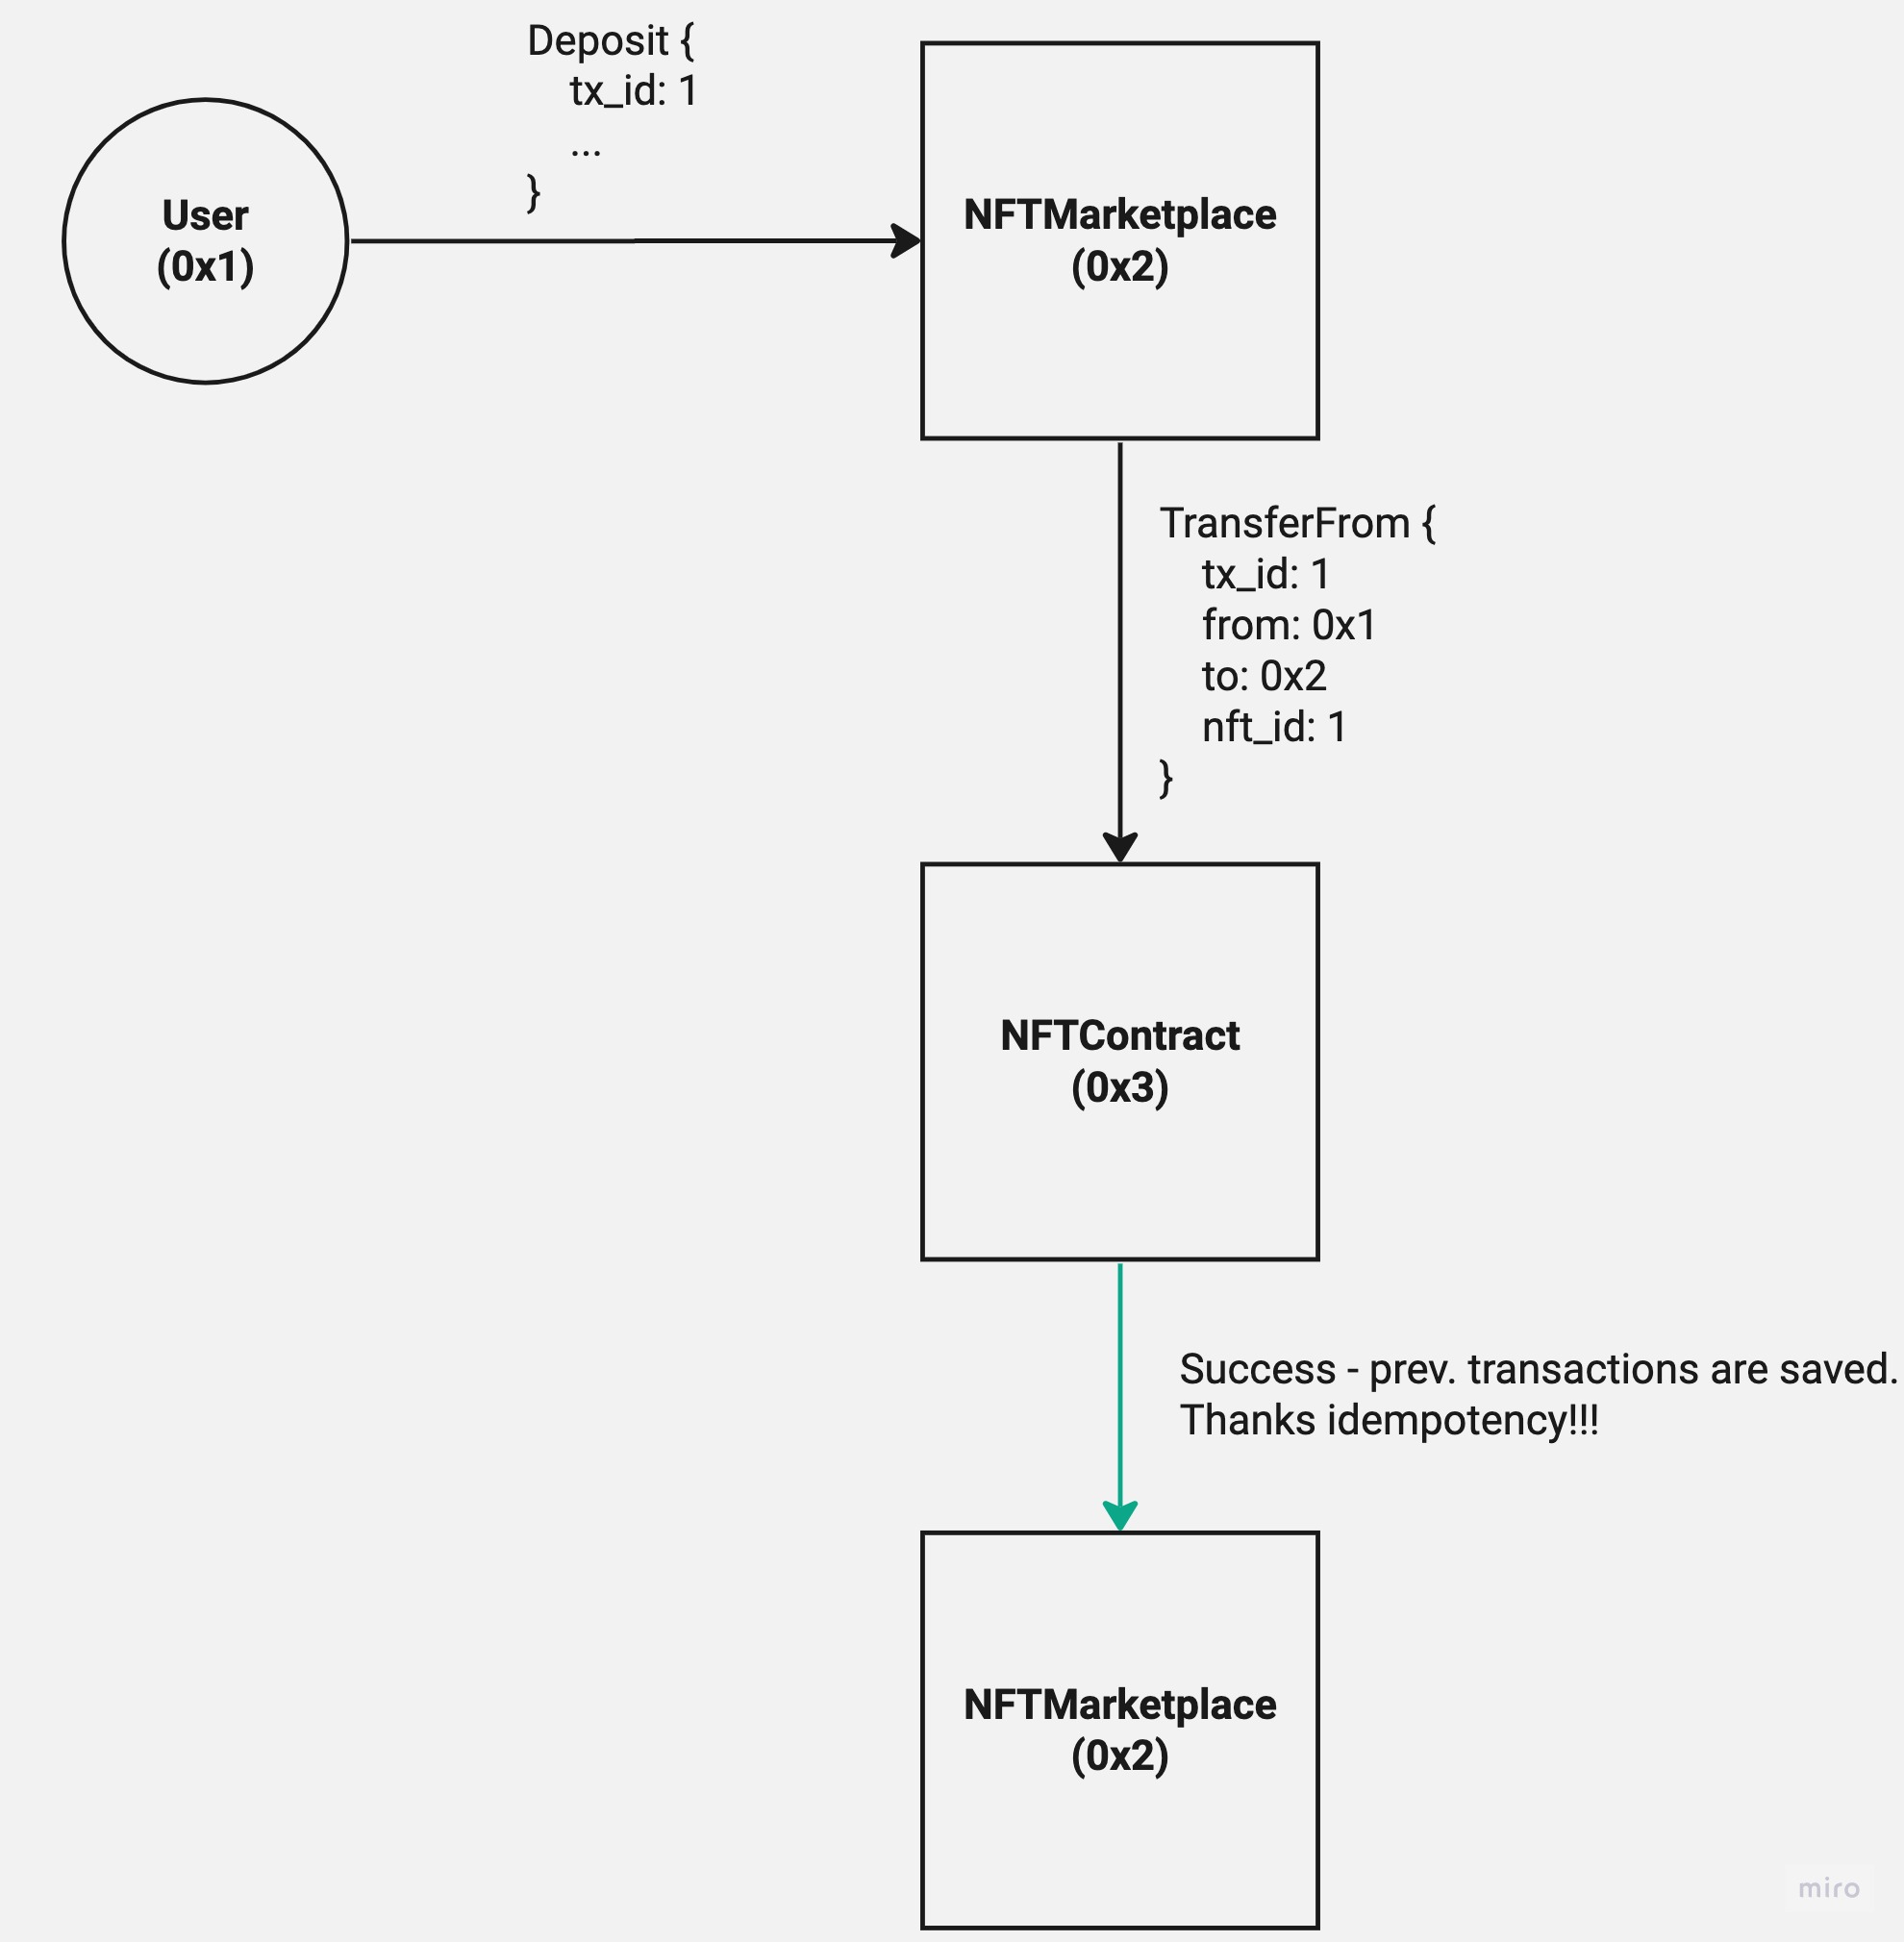 Deposit {
tx_id: 1
...
}
User
(0x1)
NFTMarketplace
(0x2)
TransferFrom {
tx_id: 1
from: 0x1
to: 0x2
nft_id: 1
}
NFTContract
(0x3)
Success - prev. transactions are saved.
Thanks idempotency!!!
NFTMarketplace
(0x2)
miro